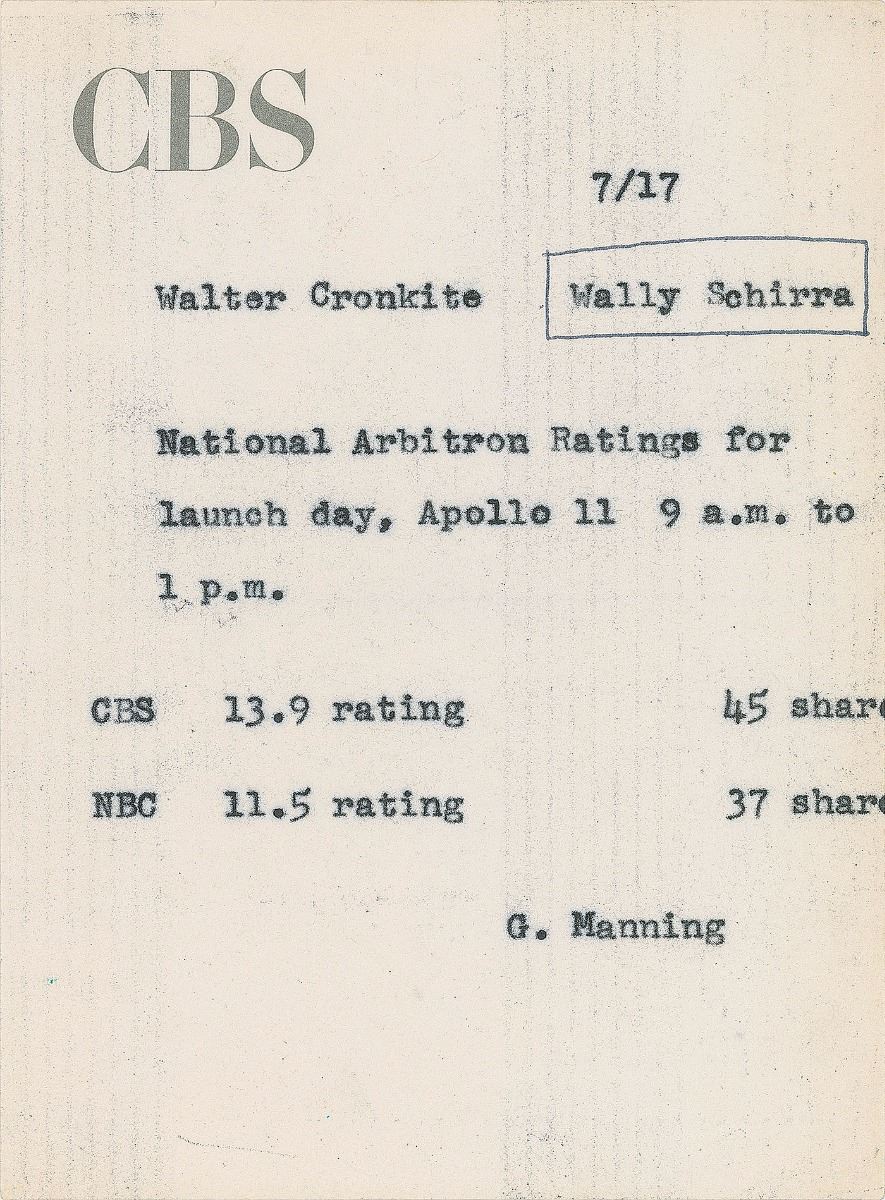 CBS
7/17
Walter Cronkite Wally Schirra
National Arbitron Ratings for
launch day, Apollo 11 9 a.m. to
1 p.m.
CBS 13.9 rating 45 share
NBC 11.5 rating 37 share
G. Manning